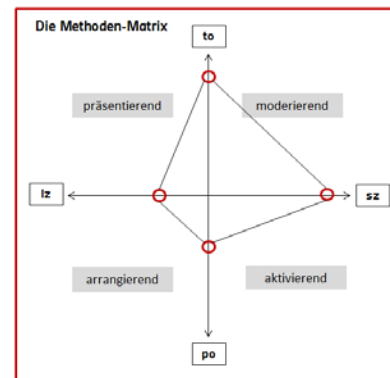 Die Methoden-Matrix
to
präsentierend
moderierend
lz
sz
arrangierend
aktivierend
po